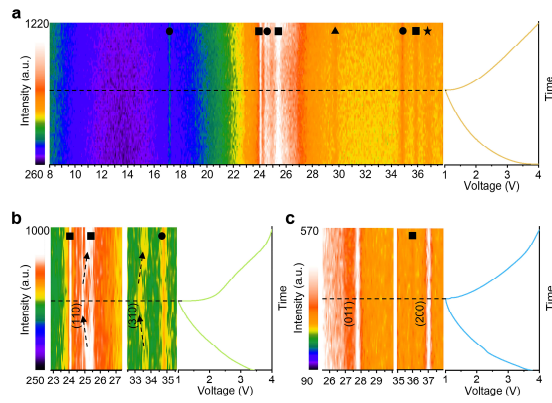 a
1220
Intensity (a.u.)
260
8 10 12 14 16 18 20 22 24 26 28 30 32 34 36
1 2 3 4
Voltage (V)
Time
b
1000
Intensity (a.u.)
250
(110)
(310)
23 24 25 26 27
33 34 35
1 2 4
Voltage (V)
Time
c
570
Intensity (a.u.)
90
(011)
(200)
26 27 28 29
35 36 37
1 2 3 4
Voltage (V)
Time